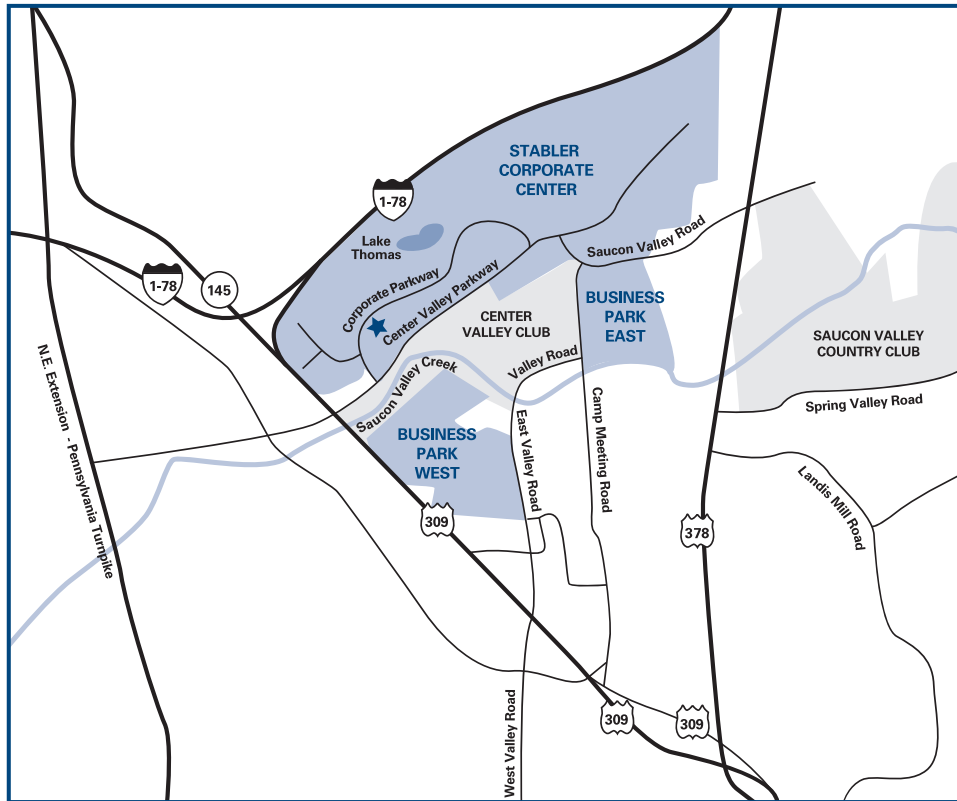 STABLER
CORPORATE
CENTER
1-78
Lake
Thomas
Saucon Valley Road
1-78
145
Corporate Parkway
Center Valley Parkway
CENTER
VALLEY CLUB
BUSINESS
PARK
EAST
SAUCON VALLEY
COUNTRY CLUB
N.E. Extension - Pennsylvania Turnpike
Saucon Valley Creek
Valley Road
Spring Valley Road
BUSINESS
PARK
WEST
East Valley Road
Camp Meeting Road
Landis Mill Road
309
378
West Valley Road
309
309